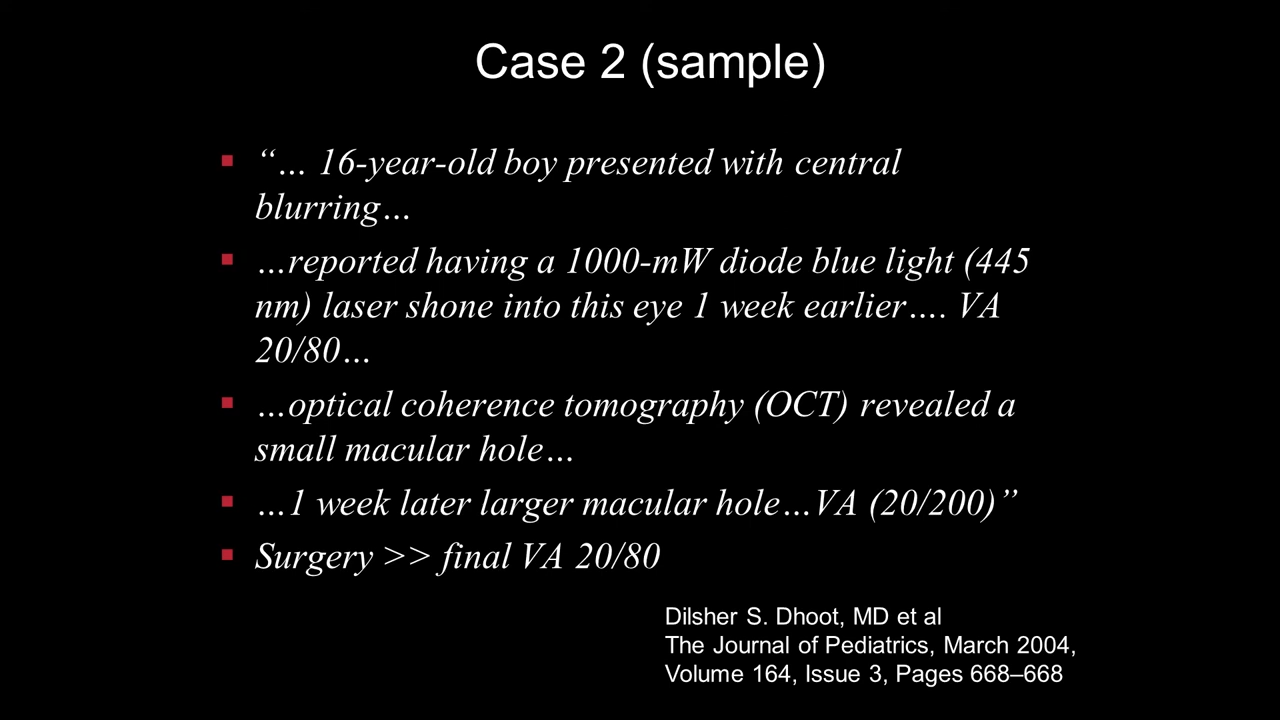 Case 2 (sample)
▪ “… 16-year-old boy presented with central
blurring…
▪ …reported having a 1000-mW diode blue light (445
nm) laser shone into this eye 1 week earlier…. VA
20/80…
▪ …optical coherence tomography (OCT) revealed a
small macular hole…
▪ …1 week later larger macular hole…VA (20/200)”
▪ Surgery >> final VA 20/80
Dilsher S. Dhoot, MD et al
The Journal of Pediatrics, March 2004,
Volume 164, Issue 3, Pages 668–668